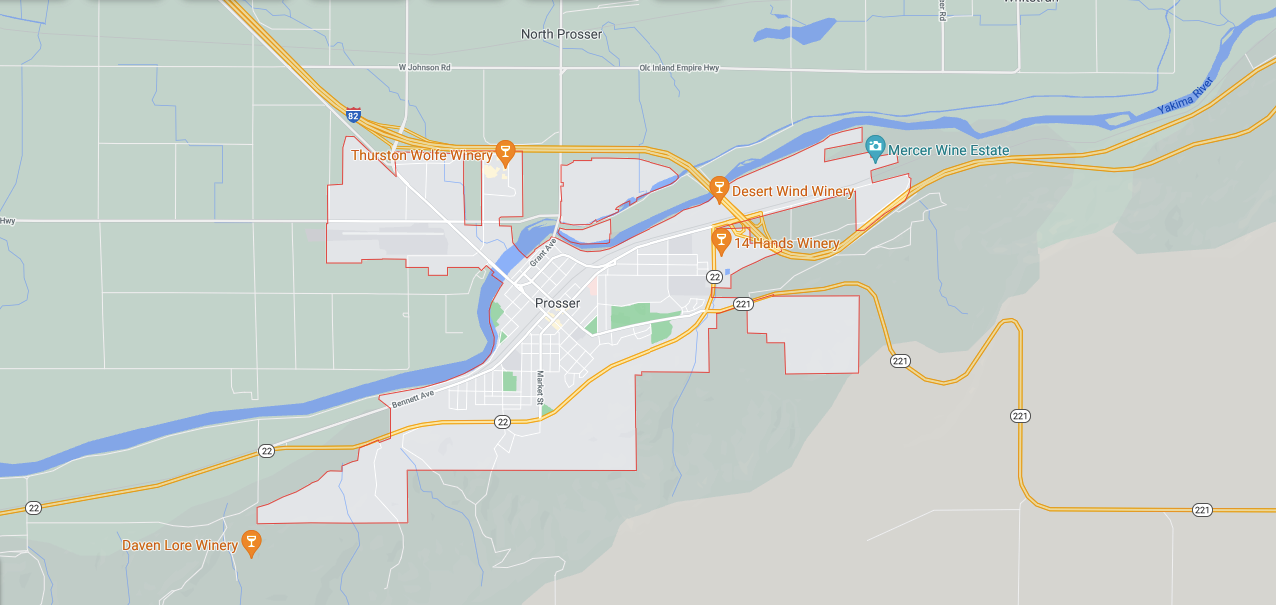 North Prosser
W Johnson Rd
Old Inland Empire Hwy
Yakima River
82
Thurston Wolfe Winery
Mercer Wine Estate
Desert Wind Winery
Hwy
14 Hands Winery
Grant Ave
22
Prosser
221
221
Market St
Bennett Ave
221
22
22
22
221
Daven Lore Winery